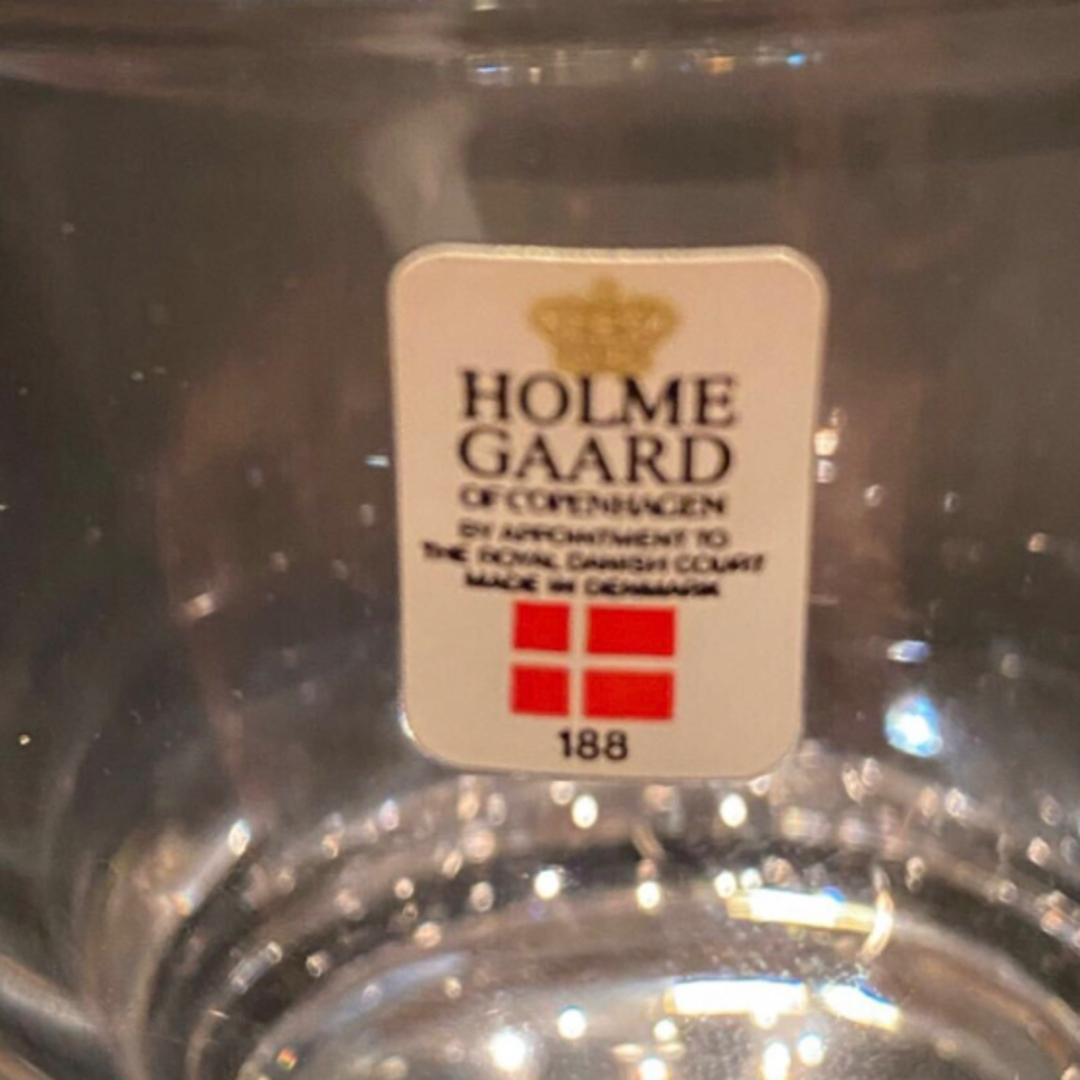 HOLME
GAARD
OF COPENHAGEN
BY APPOINTMENT TO
THE ROYAL DANISH COURT
MADE IN DENMARK
188